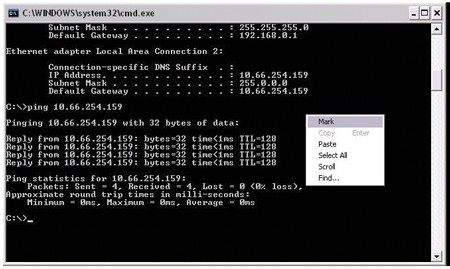 C:\WINDOWS\system32\cmd.exe
Subnet Mask . . . . . . . . . . . : 255.255.255.0
Default Gateway . . . . . . . . . : 192.168.0.1
Ethernet adapter Local Area Connection 2:
Connection-specific DNS Suffix . :
IP Address. . . . . . . . . . . . : 10.66.254.159
Subnet Mask . . . . . . . . . . . : 255.0.0.0
Default Gateway . . . . . . . . . : 10.66.254.159
C:\>ping 10.66.254.159
Pinging 10.66.254.159 with 32 bytes of data:
Reply from 10.66.254.159: bytes=32 time<1ms TTL=128
Reply from 10.66.254.159: bytes=32 time<1ms TTL=128
Reply from 10.66.254.159: bytes=32 time<1ms TTL=128
Reply from 10.66.254.159: bytes=32 time<1ms TTL=128
Ping statistics for 10.66.254.159:
Packets: Sent = 4, Received = 4, Lost = 0 (0% loss),
Approximate round trip times in milli-seconds:
Minimum = 0ms, Maximum = 0ms, Average = 0ms
C:\>_
Mark
Copy Enter
Paste
Select All
Scroll
Find...